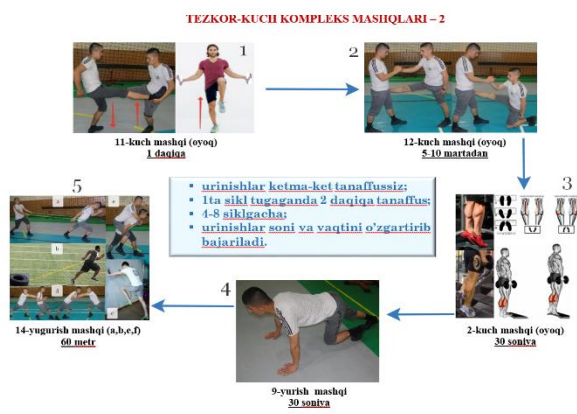 TEZKOR-KUCH KOMPLEKS MASHQLARI – 2
1
11-kuch mashqi (oyoq)
1 daqiqa
2
12-kuch mashqi (oyoq)
5-10 martadan
3
2-kuch mashqi (oyoq)
30 soniya
4
9-yurish mashqi
30 soniya
5
a
e
b
14-yugurish mashqi (a,b,e,f)
60 metr
urinishlar ketma-ket tanaffussiz;
1ta sikl tugaganda 2 daqiqa tanaffus;
4-8 siklgacha;
urinishlar soni va vaqtini o'zgartirib
bajariladi.